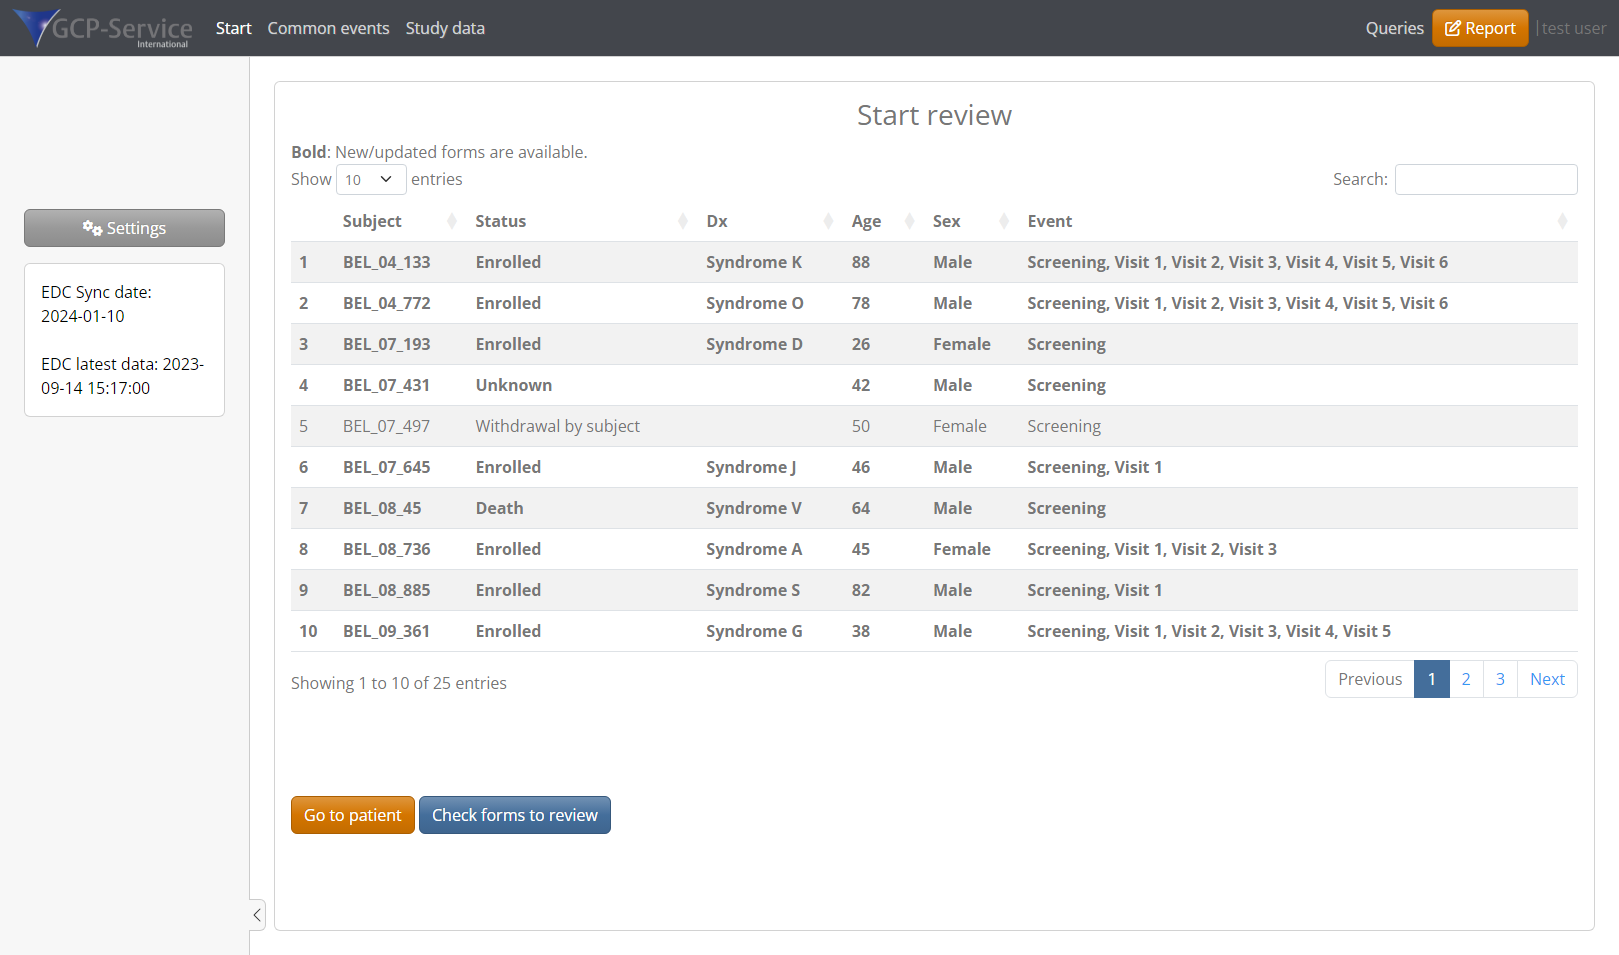 GCP-Service
International
Start Common events Study data
Queries Report | test user
Settings
EDC Sync date:
2024-01-10
EDC latest data: 2023-
09-14 15:17:00
Start review
Bold: New/updated forms are available.
Show 10 entries
Search:
Subject Status Dx Age Sex Event
1 BEL_04_133 Enrolled Syndrome K 88 Male Screening, Visit 1, Visit 2, Visit 3, Visit 4, Visit 5, Visit 6
2 BEL_04_772 Enrolled Syndrome O 78 Male Screening, Visit 1, Visit 2, Visit 3, Visit 4, Visit 5, Visit 6
3 BEL_07_193 Enrolled Syndrome D 26 Female Screening
4 BEL_07_431 Unknown 42 Male Screening
5 BEL_07_497 Withdrawal by subject 50 Female Screening
6 BEL_07_645 Enrolled Syndrome J 46 Male Screening, Visit 1
7 BEL_08_45 Death Syndrome V 64 Male Screening
8 BEL_08_736 Enrolled Syndrome A 45 Female Screening, Visit 1, Visit 2, Visit 3
9 BEL_08_885 Enrolled Syndrome S 82 Male Screening, Visit 1
10 BEL_09_361 Enrolled Syndrome G 38 Male Screening, Visit 1, Visit 2, Visit 3, Visit 4, Visit 5
Showing 1 to 10 of 25 entries
Previous 1 2 3 Next
Go to patient Check forms to review